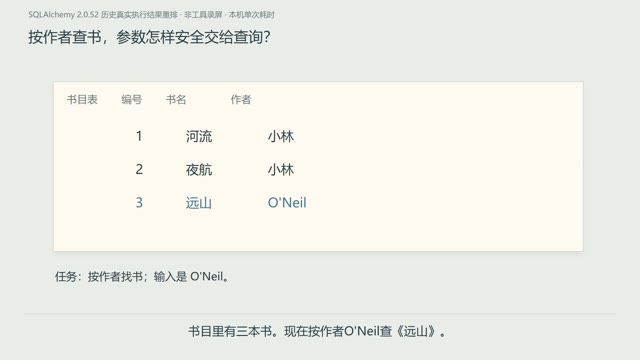 SQLAlchemy 2.0.52 历史真实执行结果重排 · 非工具录屏 · 本机单次耗时
按作者查书，参数怎样安全交给查询？
书目表 编号 书名 作者
1 河流 小林
2 夜航 小林
3 远山 O'Neil
任务：按作者找书；输入是 O'Neil。
书目里有三本书。现在按作者O'Neil查《远山》。